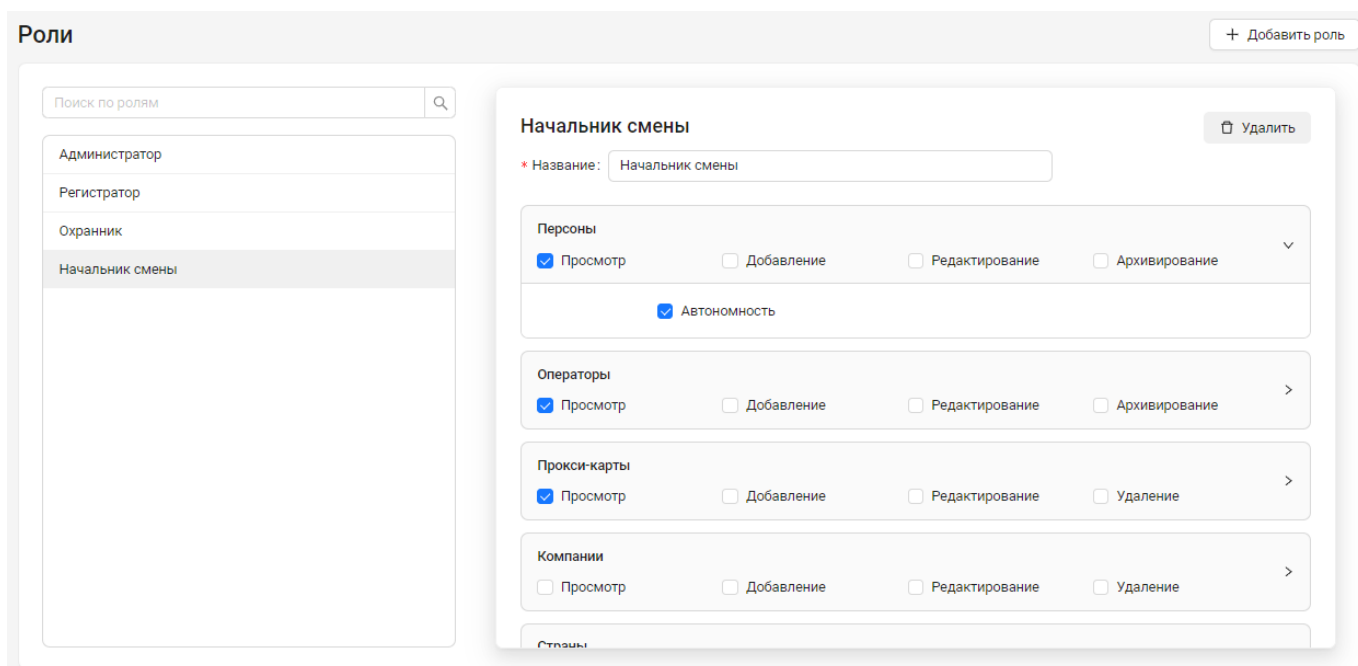 Роли
+ Добавить роль
Поиск по ролям
Администратор
Регистратор
Охранник
Начальник смены
Начальник смены
Удалить
* Название: Начальник смены
Персоны
Просмотр Добавление Редактирование Архивирование
Автономность
Операторы
Просмотр Добавление Редактирование Архивирование
Прокси-карты
Просмотр Добавление Редактирование Удаление
Компании
Просмотр Добавление Редактирование Удаление
Страны